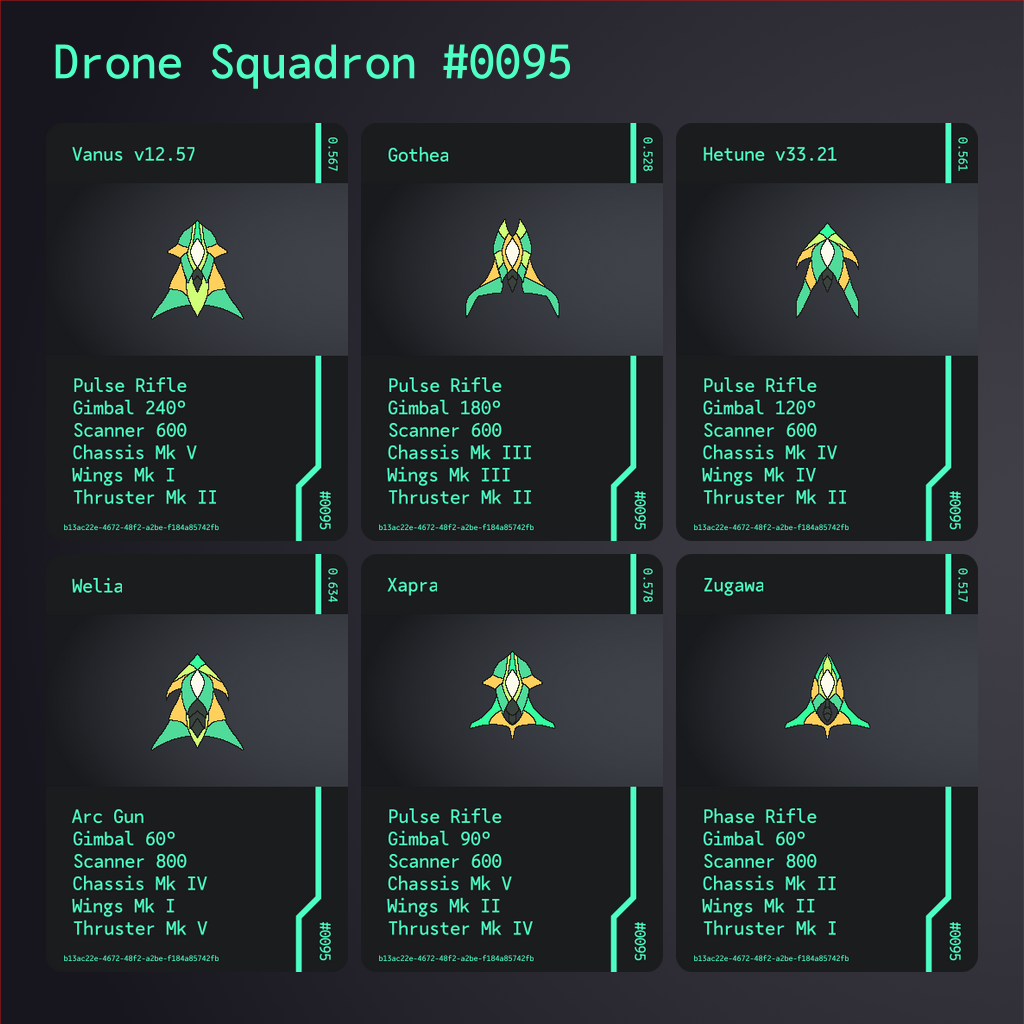 Drone Squadron #0095
Vanus v12.57
0.567
Pulse Rifle
Gimbal 240º
Scanner 600
Chassis Mk V
Wings Mk I
Thruster Mk II
#0095
b13ac22e-4672-48f2-a2be-f184a85742fb
Gothea
0.528
Pulse Rifle
Gimbal 180º
Scanner 600
Chassis Mk III
Wings Mk III
Thruster Mk II
#0095
b13ac22e-4672-48f2-a2be-f184a85742fb
Hetune v33.21
0.561
Pulse Rifle
Gimbal 120º
Scanner 600
Chassis Mk IV
Wings Mk IV
Thruster Mk II
#0095
b13ac22e-4672-48f2-a2be-f184a85742fb
Welia
0.634
Arc Gun
Gimbal 60º
Scanner 800
Chassis Mk IV
Wings Mk I
Thruster Mk V
#0095
b13ac22e-4672-48f2-a2be-f184a85742fb
Xapra
0.578
Pulse Rifle
Gimbal 90º
Scanner 600
Chassis Mk V
Wings Mk II
Thruster Mk IV
#0095
b13ac22e-4672-48f2-a2be-f184a85742fb
Zugawa
0.517
Phase Rifle
Gimbal 60º
Scanner 800
Chassis Mk II
Wings Mk II
Thruster Mk I
#0095
b13ac22e-4672-48f2-a2be-f184a85742fb